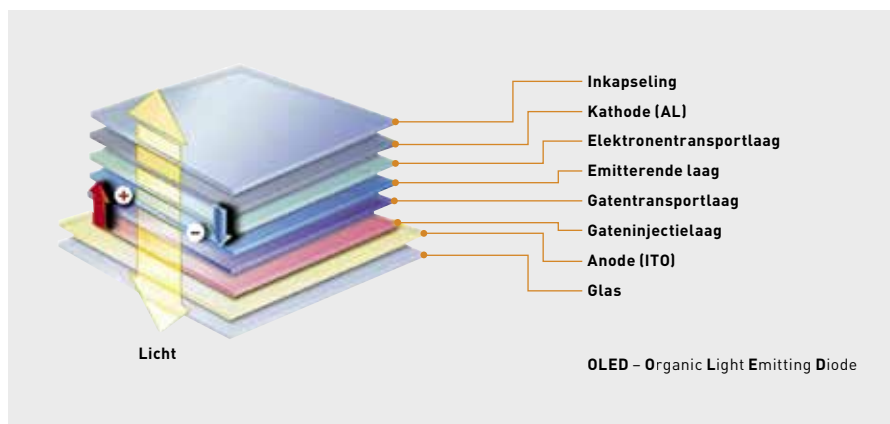 Inkapseling
Kathode (AL)
Elektronentransportlaag
Emitterende laag
Gatentransportlaag
Gateninjectielaag
Anode (ITO)
Glas
+
−
Licht
OLED – Organic Light Emitting Diode